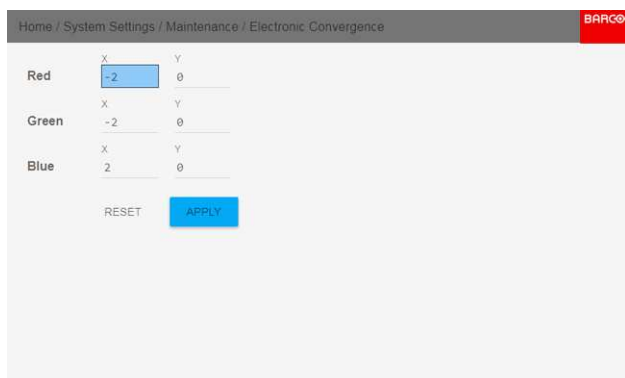 Home / System Settings / Maintenance / Electronic Convergence
BARCO
X Y
Red -2 0
X Y
Green -2 0
X Y
Blue 2 0
RESET APPLY